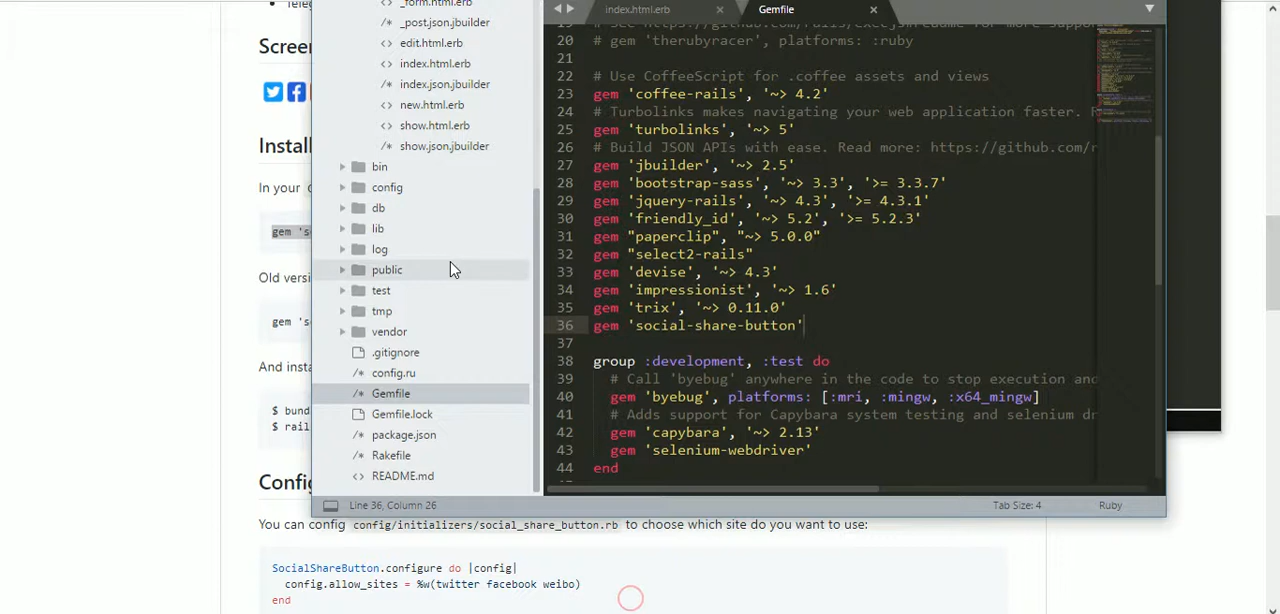 Teleg
Screer
Install
In your
gem 's
Old versi
gem 's
And insta
$ bund
$ rail
Config
You can config config/initializers/social_share_button.rb to choose which site do you want to use:
SocialShareButton.configure do |config|
config.allow_sites = %w(twitter facebook weibo)
end
_form.html.erb
_post.json.jbuilder
<> edit.html.erb
<> index.html.erb
<> index.json.jbuilder
<> new.html.erb
<> show.html.erb
<> show.json.jbuilder
bin
config
db
lib
log
public
test
tmp
vendor
.gitignore
/* config.ru
/* Gemfile
Gemfile.lock
/* package.json
/* Rakefile
<> README.md
index.html.erb ×
Gemfile ×
20 # gem 'therubyracer', platforms: :ruby
21
22 # Use CoffeeScript for .coffee assets and views
23 gem 'coffee-rails', '~> 4.2'
24 # Turbolinks makes navigating your web application faster. R
25 gem 'turbolinks', '~> 5'
26 # Build JSON APIs with ease. Read more: https://github.com/r
27 gem 'jbuilder', '~> 2.5'
28 gem 'bootstrap-sass', '~> 3.3', '>= 3.3.7'
29 gem 'jquery-rails', '~> 4.3', '>= 4.3.1'
30 gem 'friendly_id', '~> 5.2', '>= 5.2.3'
31 gem "paperclip", "~> 5.0.0"
32 gem "select2-rails"
33 gem 'devise', '~> 4.3'
34 gem 'impressionist', '~> 1.6'
35 gem 'trix', '~> 0.11.0'
36 gem 'social-share-button'
37
38 group :development, :test do
39 # Call 'byebug' anywhere in the code to stop execution and
40 gem 'byebug', platforms: [:mri, :mingw, :x64_mingw]
41 # Adds support for Capybara system testing and selenium dr
42 gem 'capybara', '~> 2.13'
43 gem 'selenium-webdriver'
44 end
Line 36, Column 26
Tab Size: 4
Ruby